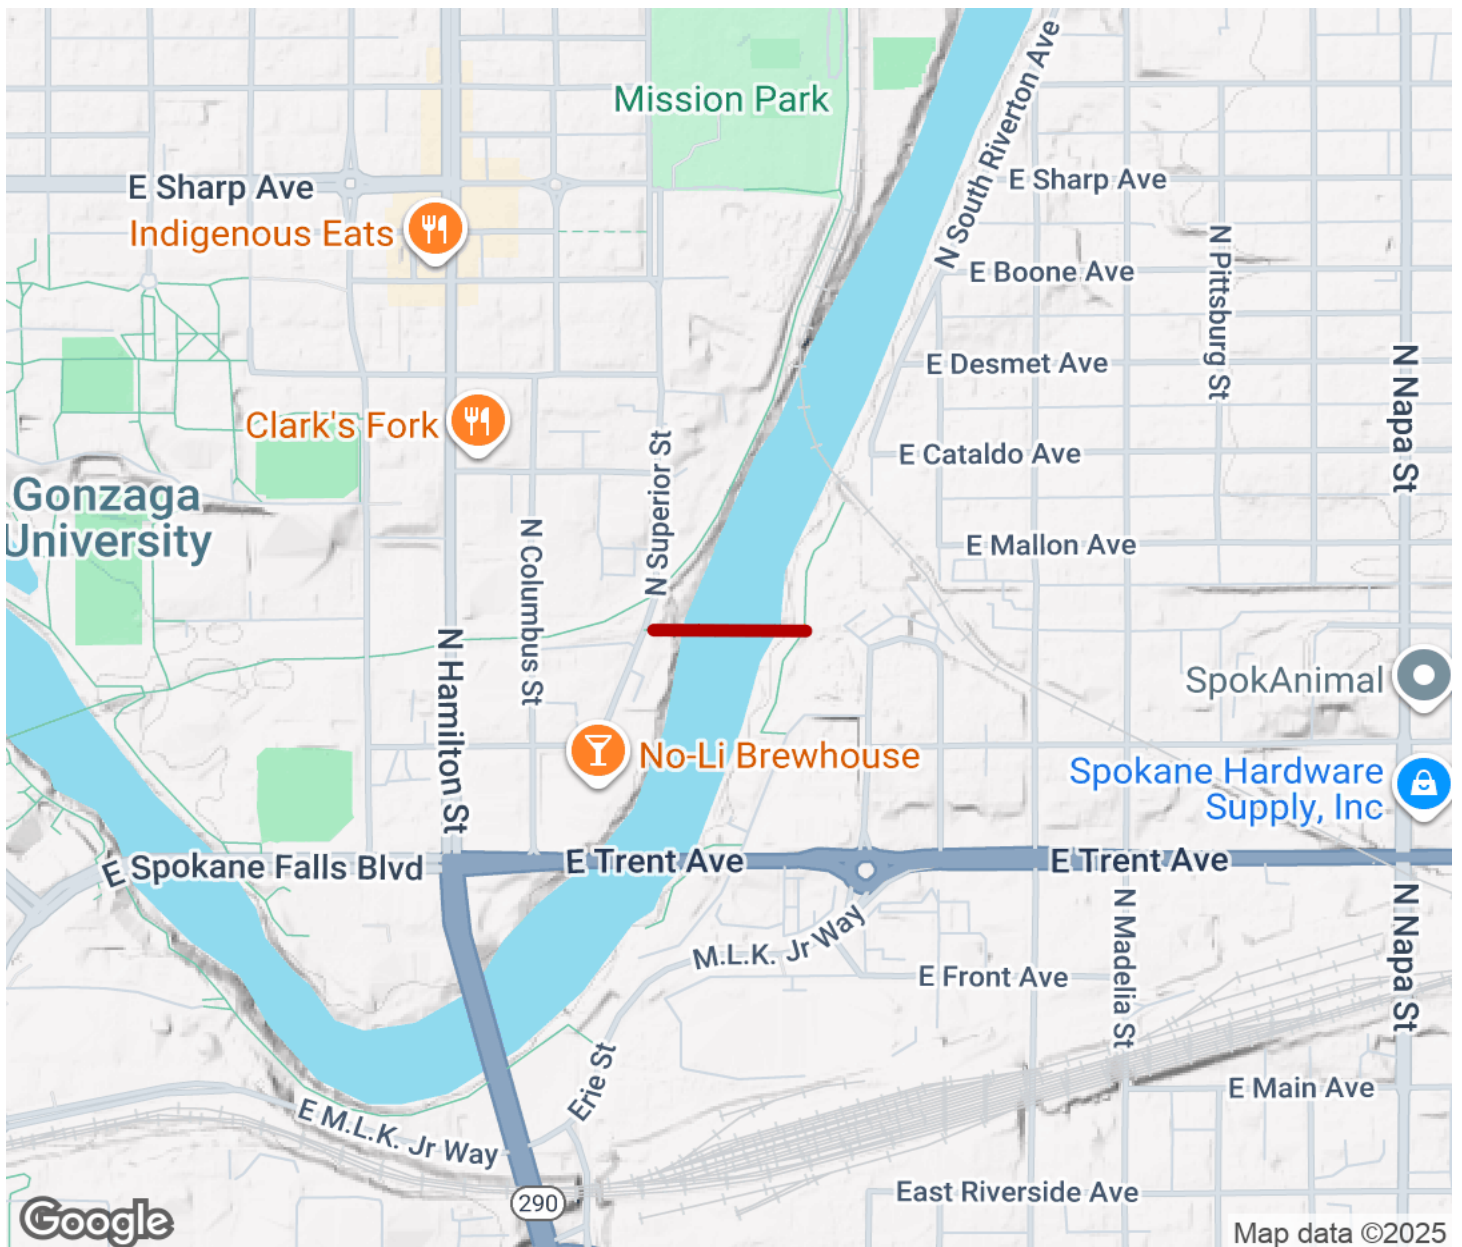 Mission Park
N South Riverton Ave
E Sharp Ave
E Sharp Ave
Indigenous Eats
N Pittsburg St
E Boone Ave
E Desmet Ave
N Napa St
Clark's Fork
N Superior St
E Cataldo Ave
Gonzaga
University
N Columbus St
E Mallon Ave
N Hamilton St
SpokAnimal
No-Li Brewhouse
Spokane Hardware
Supply, Inc
E Spokane Falls Blvd
E Trent Ave
E Trent Ave
N Madelia St
N Napa St
M.L.K. Jr Way
E Front Ave
Erie St
E Main Ave
E M.L.K. Jr Way
290
East Riverside Ave
Google
Map data ©2025